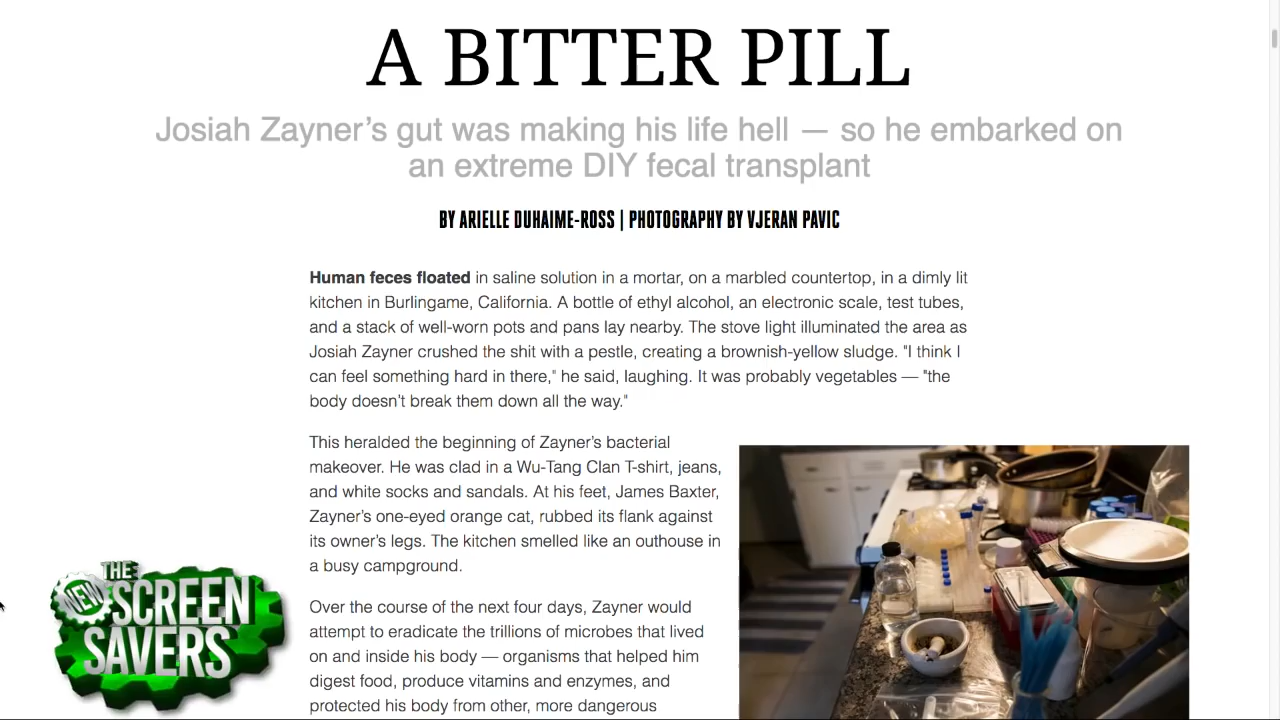 A BITTER PILL
Josiah Zayner's gut was making his life hell — so he embarked on
an extreme DIY fecal transplant
BY ARIELLE DUHAIME-ROSS | PHOTOGRAPHY BY VJERAN PAVIC
Human feces floated in saline solution in a mortar, on a marbled countertop, in a dimly lit
kitchen in Burlingame, California. A bottle of ethyl alcohol, an electronic scale, test tubes,
and a stack of well-worn pots and pans lay nearby. The stove light illuminated the area as
Josiah Zayner crushed the shit with a pestle, creating a brownish-yellow sludge. "I think I
can feel something hard in there," he said, laughing. It was probably vegetables — "the
body doesn't break them down all the way."
This heralded the beginning of Zayner's bacterial
makeover. He was clad in a Wu-Tang Clan T-shirt, jeans,
and white socks and sandals. At his feet, James Baxter,
Zayner's one-eyed orange cat, rubbed its flank against
its owner's legs. The kitchen smelled like an outhouse in
a busy campground.
Over the course of the next four days, Zayner would
attempt to eradicate the trillions of microbes that lived
on and inside his body — organisms that helped him
digest food, produce vitamins and enzymes, and
protected his body from other, more dangerous
THE
NEW SCREEN
SAVERS